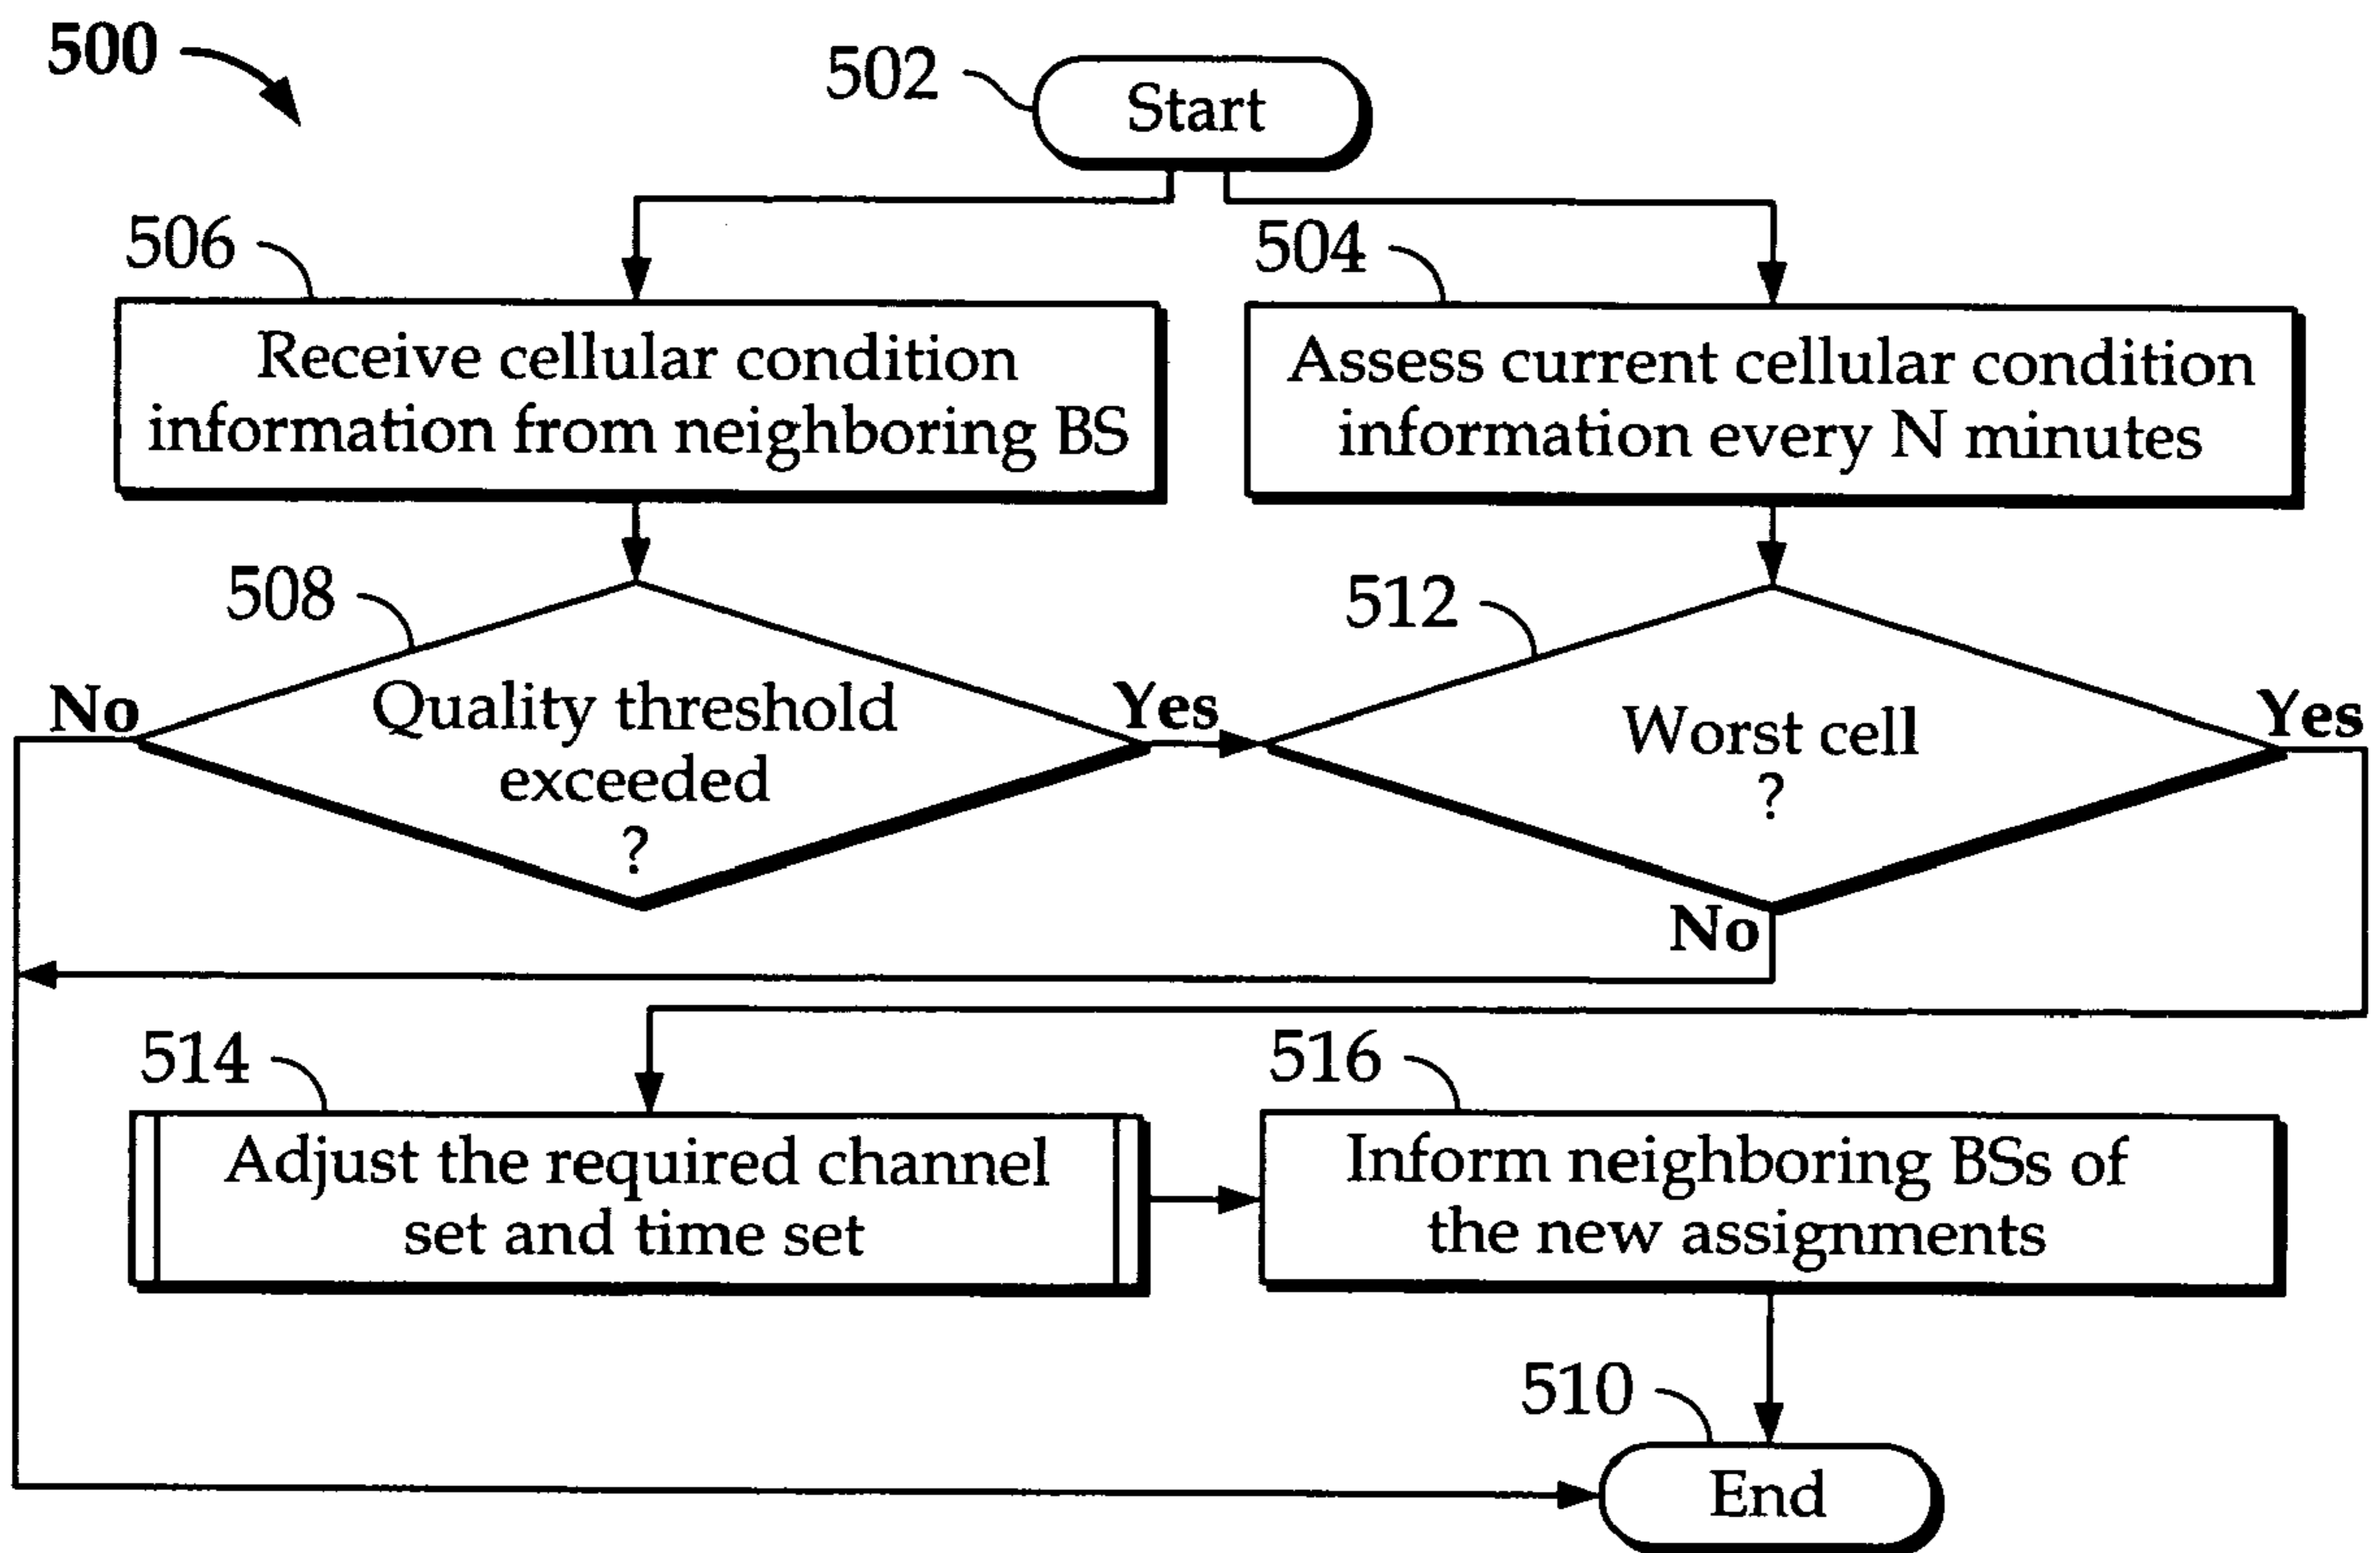 500
502
Start
506
504
Receive cellular condition
information from neighboring BS
Assess current cellular condition
information every N minutes
508
512
No
Quality threshold
exceeded
?
Yes
Worst cell
?
Yes
No
514
516
Adjust the required channel
set and time set
Inform neighboring BSs of
the new assignments
510
End